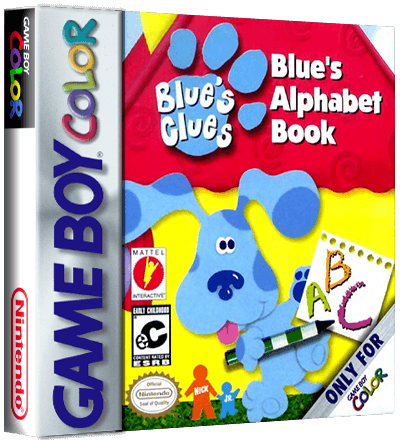 GAME BOY
COLOR
Nintendo
GAME BOY COLOR
Blue's
Clues
Blue's
Alphabet
Book
MATTEL
INTERACTIVE
EARLY CHILDHOOD
eC
CONTENT RATED BY
ESRB
Official
Nintendo
Seal of Quality
NICK
JR.
A
B
C
ONLY FOR
GAME BOY
COLOR